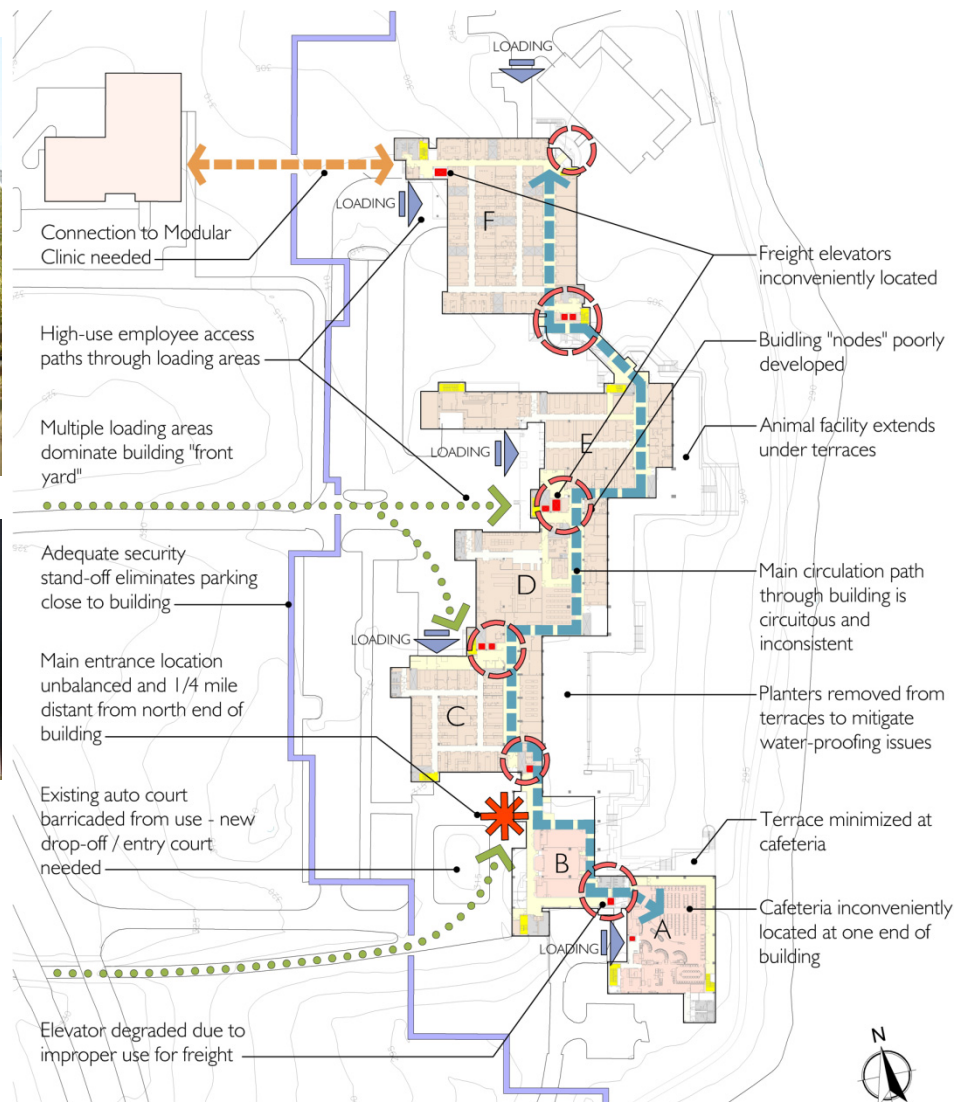 LOADING
LOADING
F
Connection to Modular
Clinic needed
Freight elevators
inconveniently located
High-use employee access
paths through loading areas
Buidling "nodes" poorly
developed
Multiple loading areas
dominate building "front
yard"
LOADING
E
Animal facility extends
under terraces
Adequate security
stand-off eliminates parking
close to building
D
Main circulation path
through building is
circuitous and
inconsistent
LOADING
Main entrance location
unbalanced and 1/4 mile
distant from north end of
building
C
Planters removed from
terraces to mitigate
water-proofing issues
Existing auto court
barricaded from use - new
drop-off / entry court
needed
Terrace minimized at
cafeteria
B
A
LOADING
Cafeteria inconveniently
located at one end of
building
Elevator degraded due to
improper use for freight
N